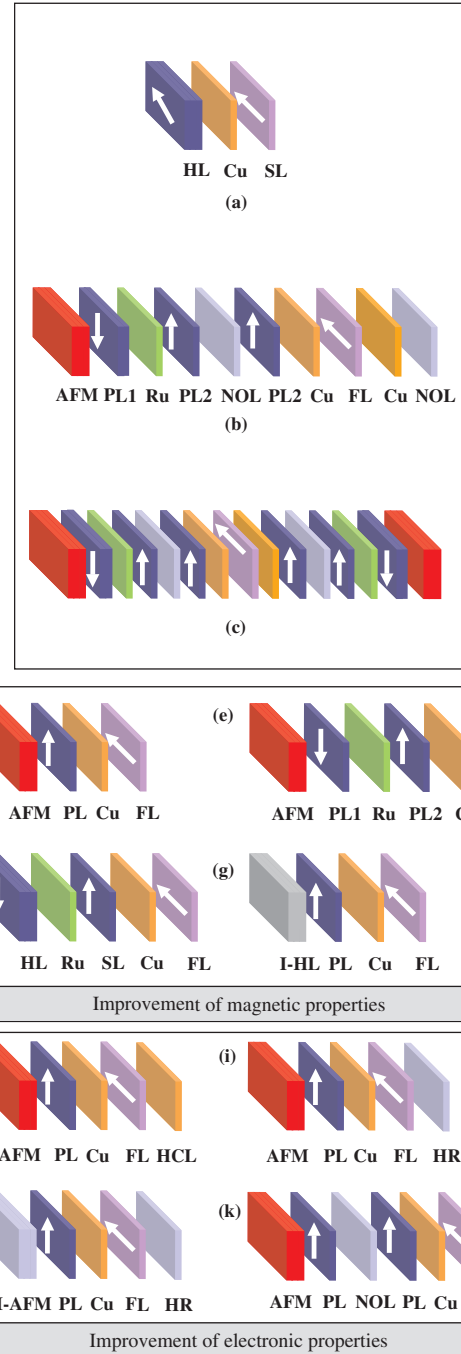 HL Cu SL
(a)
AFM PL1 Ru PL2 NOL PL2 Cu FL Cu NOL
(b)
(c)
(e)
AFM PL Cu FL
AFM PL1 Ru PL2
(g)
HL Ru SL Cu FL
I-HL PL Cu FL
Improvement of magnetic properties
(i)
AFM PL Cu FL HCL
AFM PL Cu FL HR
(k)
I-AFM PL Cu FL HR
AFM PL NOL PL Cu
Improvement of electronic properties